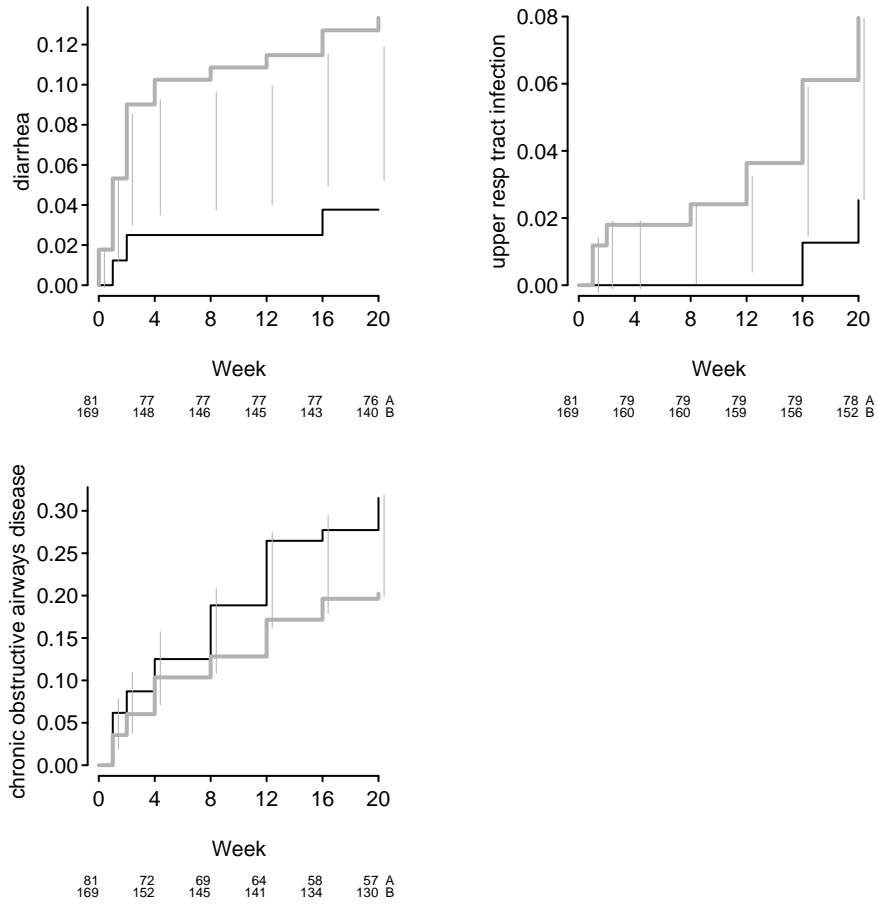 diarrhea
0.12
0.10
0.08
0.06
0.04
0.02
0.00
0 4 8 12 16 20
Week
81 77 77 77 77 76 A
169 148 146 145 143 140 B
upper resp tract infection
0.08
0.06
0.04
0.02
0.00
0 4 8 12 16 20
Week
81 79 79 79 79 78 A
169 160 160 159 156 152 B
chronic obstructive airways disease
0.30
0.25
0.20
0.15
0.10
0.05
0.00
0 4 8 12 16 20
Week
81 72 69 64 58 57 A
169 152 145 141 134 130 B